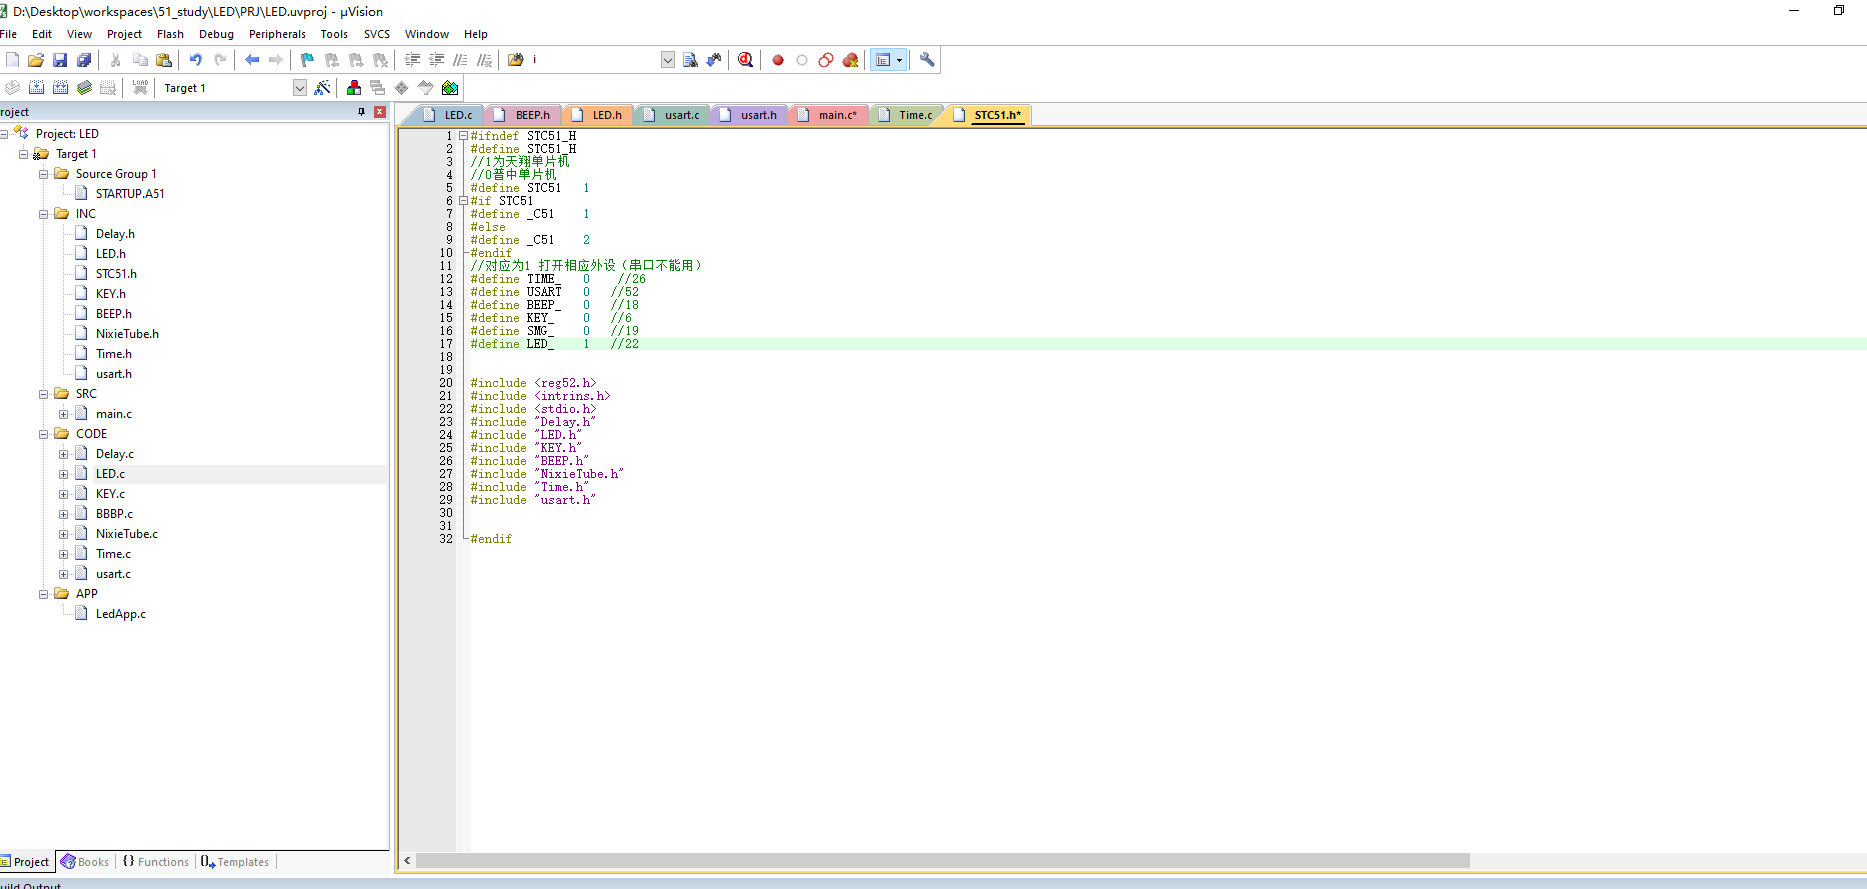 D:\Desktop\workspaces\51_study\LED\PRJ\LED.uvproj - µVision
File Edit View Project Flash Debug Peripherals Tools SVCS Window Help
i
LOAD Target 1
roject
LED.c BEEP.h LED.h usart.c usart.h main.c* Time.c STC51.h*
Project: LED
Target 1
Source Group 1
STARTUP.A51
INC
Delay.h
LED.h
STC51.h
KEY.h
BEEP.h
NixieTube.h
Time.h
usart.h
SRC
main.c
CODE
Delay.c
LED.c
KEY.c
BBBP.c
NixieTube.c
Time.c
usart.c
APP
LedApp.c
1 #ifndef STC51_H
2 #define STC51_H
3 //1为天翔单片机
4 //0普中单片机
5 #define STC51 1
6 #if STC51
7 #define _C51 1
8 #else
9 #define _C51 2
10 #endif
11 //对应为1 打开相应外设（串口不能用）
12 #define TIME_ 0 //26
13 #define USART 0 //52
14 #define BEEP_ 0 //18
15 #define KEY_ 0 //6
16 #define SMG_ 0 //19
17 #define LED_ 1 //22
18
19
20 #include <reg52.h>
21 #include <intrins.h>
22 #include <stdio.h>
23 #include "Delay.h"
24 #include "LED.h"
25 #include "KEY.h"
26 #include "BEEP.h"
27 #include "NixieTube.h"
28 #include "Time.h"
29 #include "usart.h"
30
31
32 #endif
Project Books {} Functions Templates
uild Output